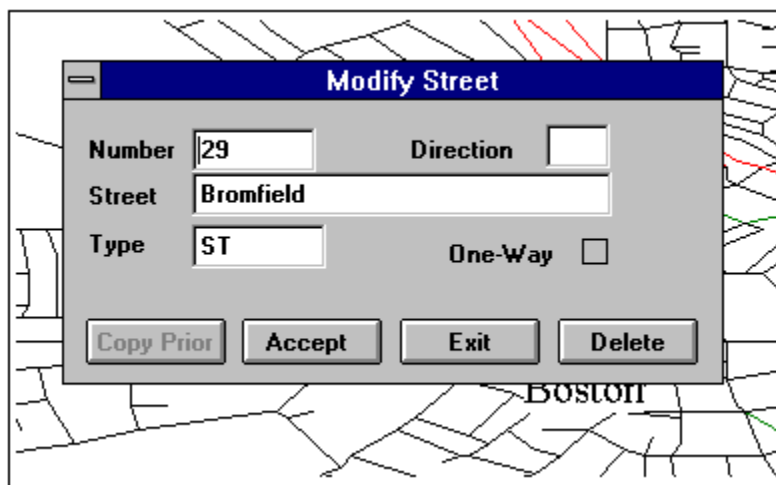 Modify Street
Number 29 Direction
Street Bromfield
Type ST One-Way
Copy Prior Accept Exit Delete
Boston